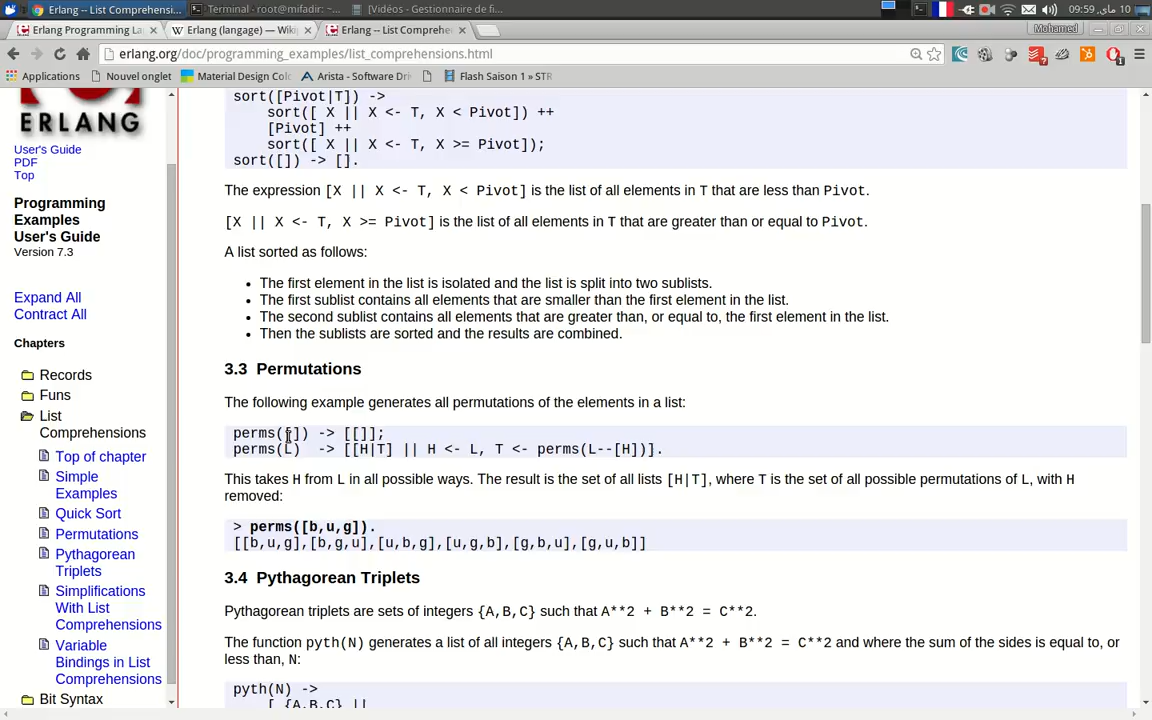 Erlang -- List Comprehensi...
Terminal - root@mifadir: ~...
[Vidéos - Gestionnaire de fi...
10 ماي, 09:59
Erlang Programming La
Erlang (langage) — Wiki
Erlang -- List Compreher
Mohamed
erlang.org/doc/programming_examples/list_comprehensions.html
Applications
Nouvel onglet
Material Design Colo
Arista - Software Dri
Flash Saison 1 » STR
ERLANG
User's Guide
PDF
Top
Programming
Examples
User's Guide
Version 7.3
Expand All
Contract All
Chapters
Records
Funs
List
Comprehensions
Top of chapter
Simple
Examples
Quick Sort
Permutations
Pythagorean
Triplets
Simplifications
With List
Comprehensions
Variable
Bindings in List
Comprehensions
Bit Syntax
sort([Pivot|T]) ->
sort([ X || X <- T, X < Pivot]) ++
[Pivot] ++
sort([ X || X <- T, X >= Pivot]);
sort([]) -> [].
The expression [X || X <- T, X < Pivot] is the list of all elements in T that are less than Pivot.
[X || X <- T, X >= Pivot] is the list of all elements in T that are greater than or equal to Pivot.
A list sorted as follows:
• The first element in the list is isolated and the list is split into two sublists.
• The first sublist contains all elements that are smaller than the first element in the list.
• The second sublist contains all elements that are greater than, or equal to, the first element in the list.
• Then the sublists are sorted and the results are combined.
3.3 Permutations
The following example generates all permutations of the elements in a list:
perms([]) -> [[]];
perms(L) -> [[H|T] || H <- L, T <- perms(L--[H])].
This takes H from L in all possible ways. The result is the set of all lists [H|T], where T is the set of all possible permutations of L, with H
removed:
> perms([b,u,g]).
[[b,u,g],[b,g,u],[u,b,g],[u,g,b],[g,b,u],[g,u,b]]
3.4 Pythagorean Triplets
Pythagorean triplets are sets of integers {A,B,C} such that A**2 + B**2 = C**2.
The function pyth(N) generates a list of all integers {A,B,C} such that A**2 + B**2 = C**2 and where the sum of the sides is equal to, or
less than, N:
pyth(N) ->
[ {A,B,C} ||